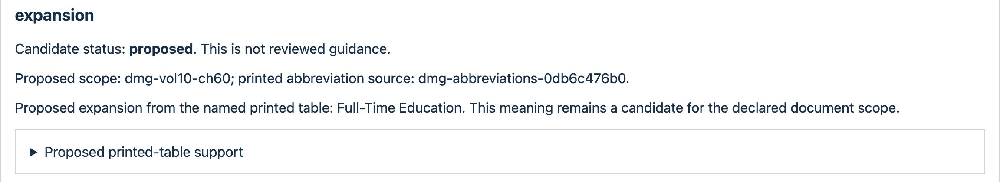 expansion
Candidate status: proposed. This is not reviewed guidance.
Proposed scope: dmg-vol10-ch60; printed abbreviation source: dmg-abbreviations-0db6c476b0.
Proposed expansion from the named printed table: Full-Time Education. This meaning remains a candidate for the declared document scope.
Proposed printed-table support